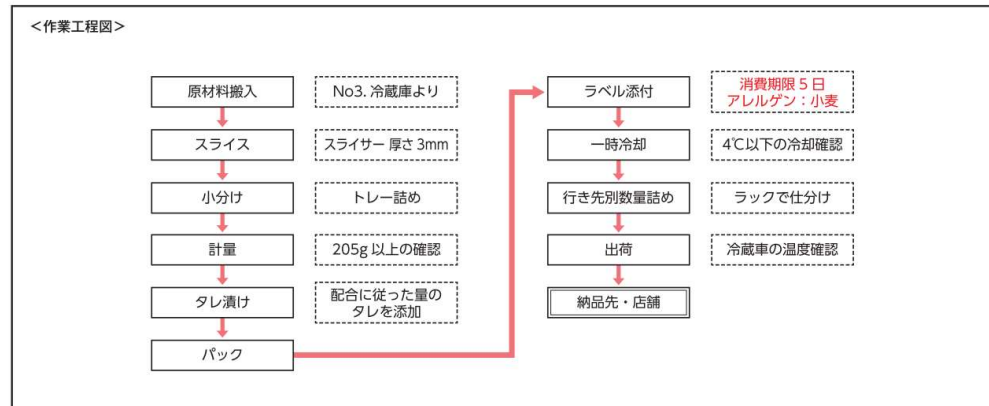 ＜作業工程図＞
原材料搬入
No3. 冷蔵庫より
スライス
スライサー 厚さ 3mm
小分け
トレー詰め
計量
205g 以上の確認
タレ漬け
配合に従った量の
タレを添加
パック
ラベル添付
消費期限 5 日
アレルゲン：小麦
一時冷却
4℃以下の冷却確認
行き先別数量詰め
ラックで仕分け
出荷
冷蔵車の温度確認
納品先・店舗